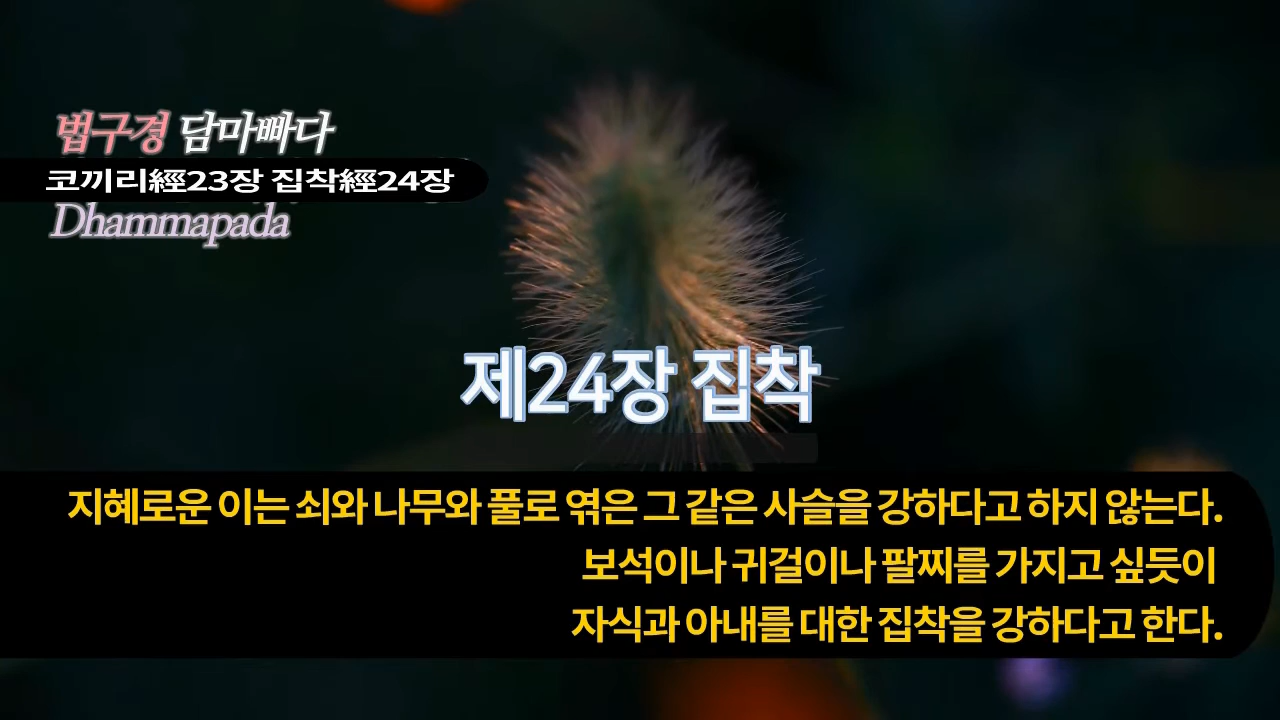 법구경 담마빠다
코끼리經23장 집착經24장
Dhammapada
제24장 집착
지혜로운 이는 쇠와 나무와 풀로 엮은 그 같은 사슬을 강하다고 하지 않는다.
보석이나 귀걸이나 팔찌를 가지고 싶듯이
자식과 아내를 대한 집착을 강하다고 한다.